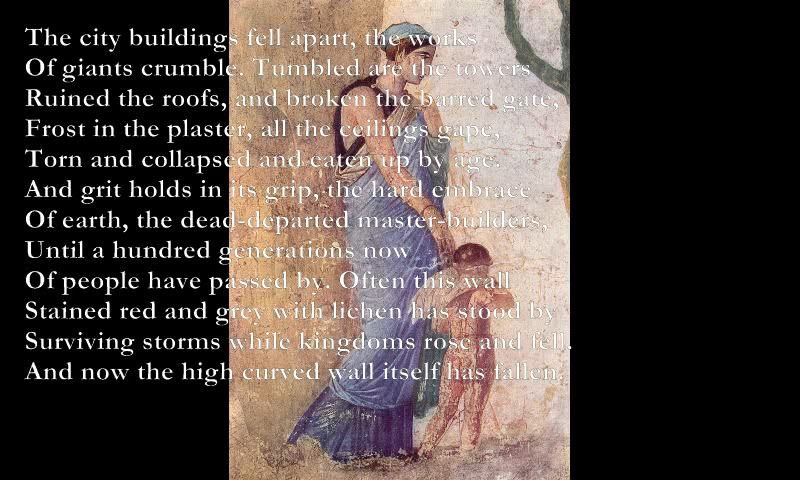 The city buildings fell apart, the works
Of giants crumble. Tumbled are the towers
Ruined the roofs, and broken the barred gate,
Frost in the plaster, all the ceilings gape,
Torn and collapsed and eaten up by age.
And grit holds in its grip, the hard embrace
Of earth, the dead-departed master-builders,
Until a hundred generations now
Of people have passed by. Often this wall
Stained red and grey with lichen has stood by
Surviving storms while kingdoms rose and fell.
And now the high curved wall itself has fallen.